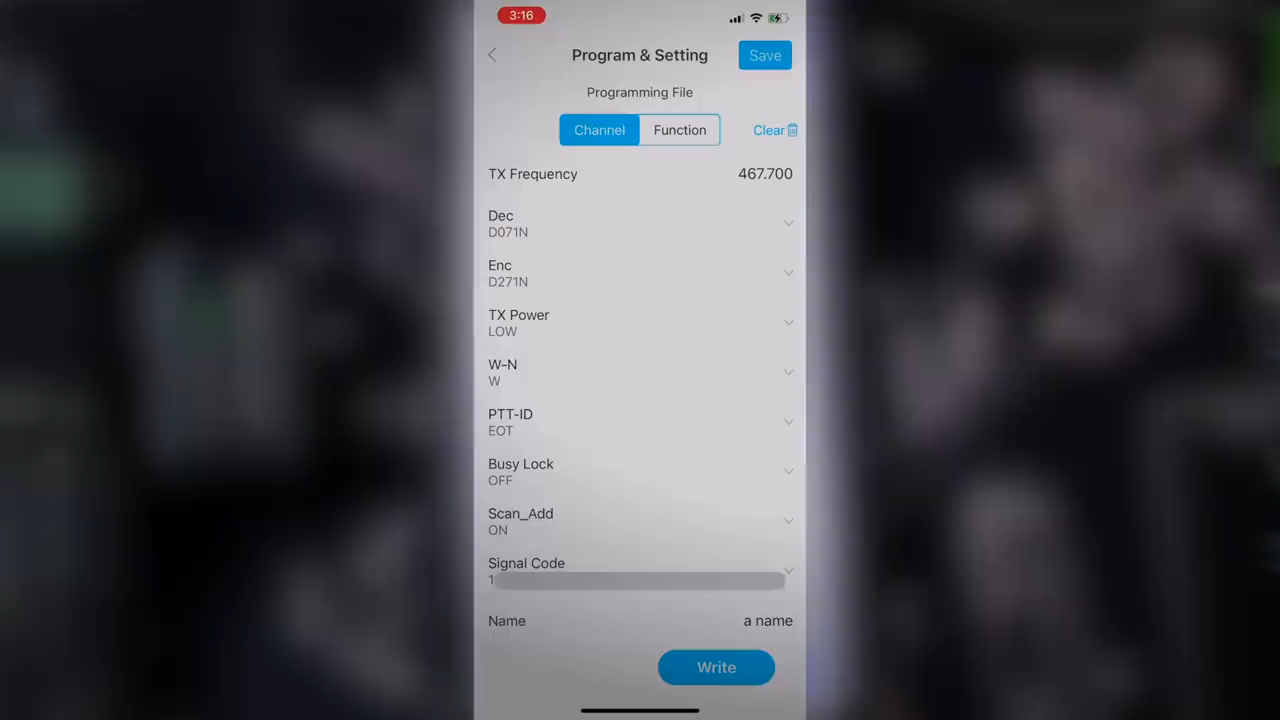 3:16
Program & Setting
Save
Programming File
Channel
Function
Clear
TX Frequency
467.700
Dec
D071N
Enc
D271N
TX Power
LOW
W-N
W
PTT-ID
EOT
Busy Lock
OFF
Scan_Add
ON
Signal Code
1
Name
a name
Write